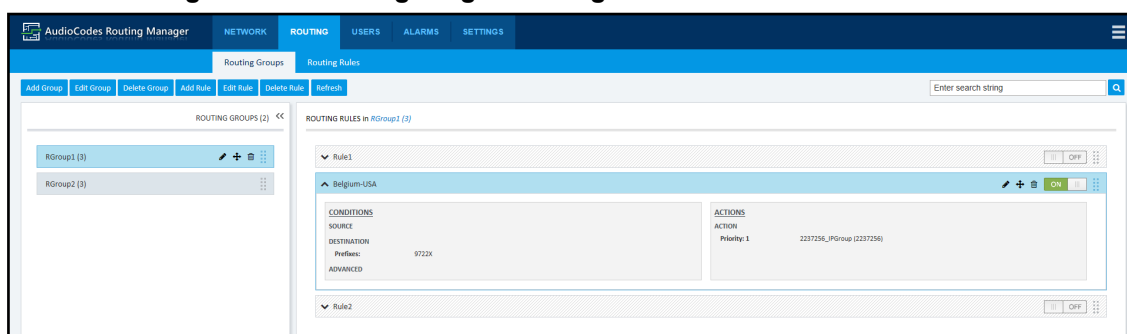 AudioCodes Routing Manager NETWORK ROUTING USERS ALARMS SETTINGS
Routing Groups Routing Rules
Add Group Edit Group Delete Group Add Rule Edit Rule Delete Rule Refresh Enter search string
ROUTING GROUPS (2) ROUTING RULES in RGroup1 (3)
RGroup1 (3) Rule1 OFF
RGroup2 (3) Belgium-USA ON
CONDITIONS ACTIONS
SOURCE ACTION
DESTINATION Priority: 1 2237256_IPGroup (2237256)
Prefixes: 9722X
ADVANCED
Rule2 OFF